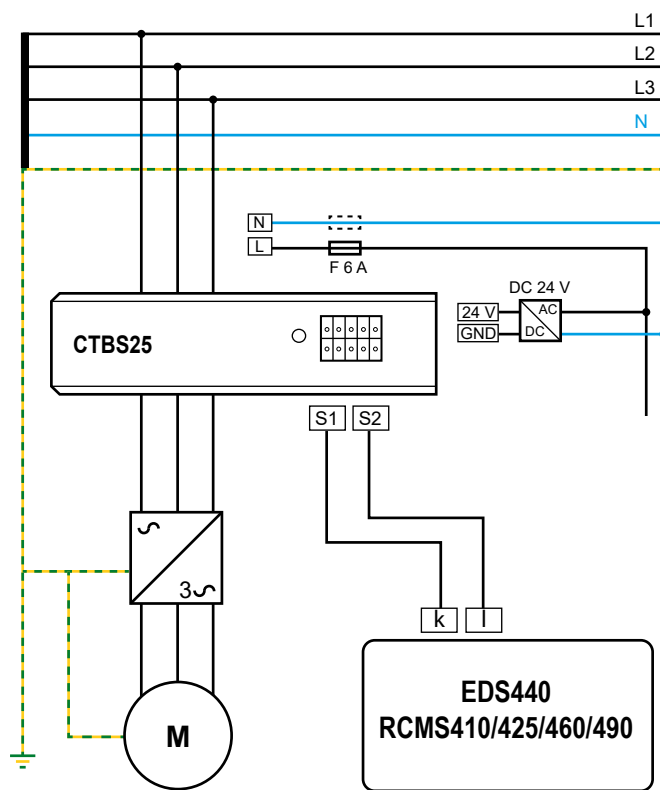 L1
L2
L3
N
N
L
F 6 A
DC 24 V
24 V
AC
GND
DC
CTBS25
S1 S2
3
k l
EDS440
RCMS410/425/460/490
M